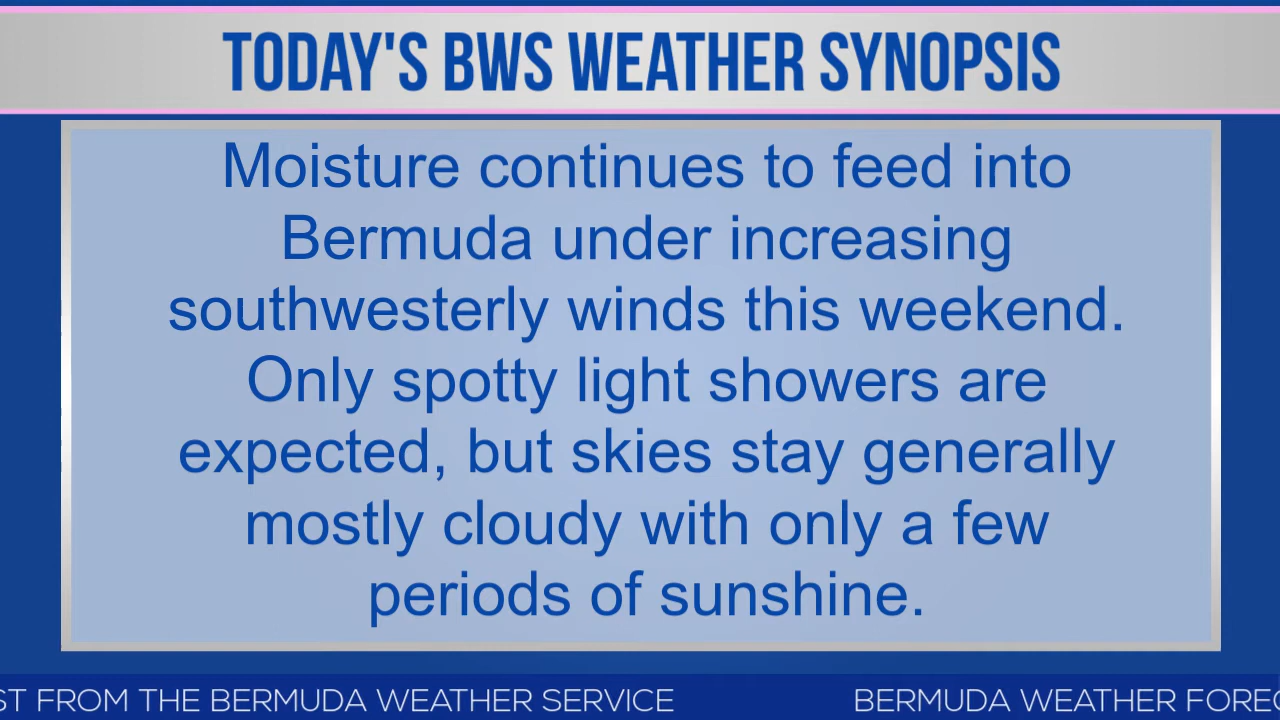 TODAY'S BWS WEATHER SYNOPSIS
Moisture continues to feed into
Bermuda under increasing
southwesterly winds this weekend.
Only spotty light showers are
expected, but skies stay generally
mostly cloudy with only a few
periods of sunshine.
ST FROM THE BERMUDA WEATHER SERVICE BERMUDA WEATHER FOREC